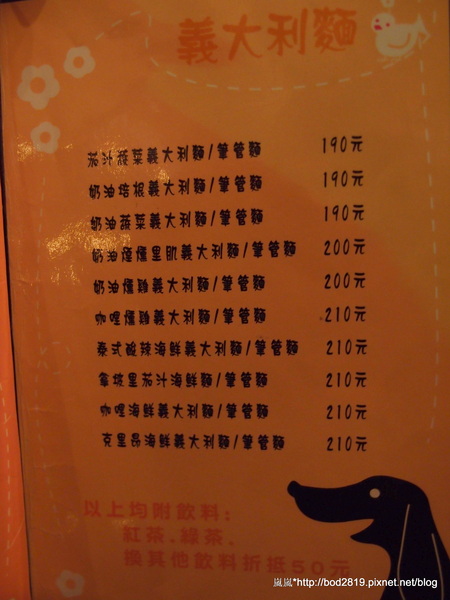 義大利麵
茄汁蔬菜義大利麵/筆管麵 190元
奶油培根義大利麵/筆管麵 190元
奶油蔬菜義大利麵/筆管麵 190元
奶油燻里肌義大利麵/筆管麵 200元
奶油燻雞義大利麵/筆管麵 200元
咖哩燻雞義大利麵/筆管麵 210元
泰式酸辣海鮮義大利麵/筆管麵 210元
拿坡里茄汁海鮮麵/筆管麵 210元
咖哩海鮮義大利麵/筆管麵 210元
克里昂海鮮義大利麵/筆管麵 210元
以上均附飲料:
紅茶.綠茶.
換其他飲料折抵50元
嵐嵐*http://bod2819.pixnet.net/blog